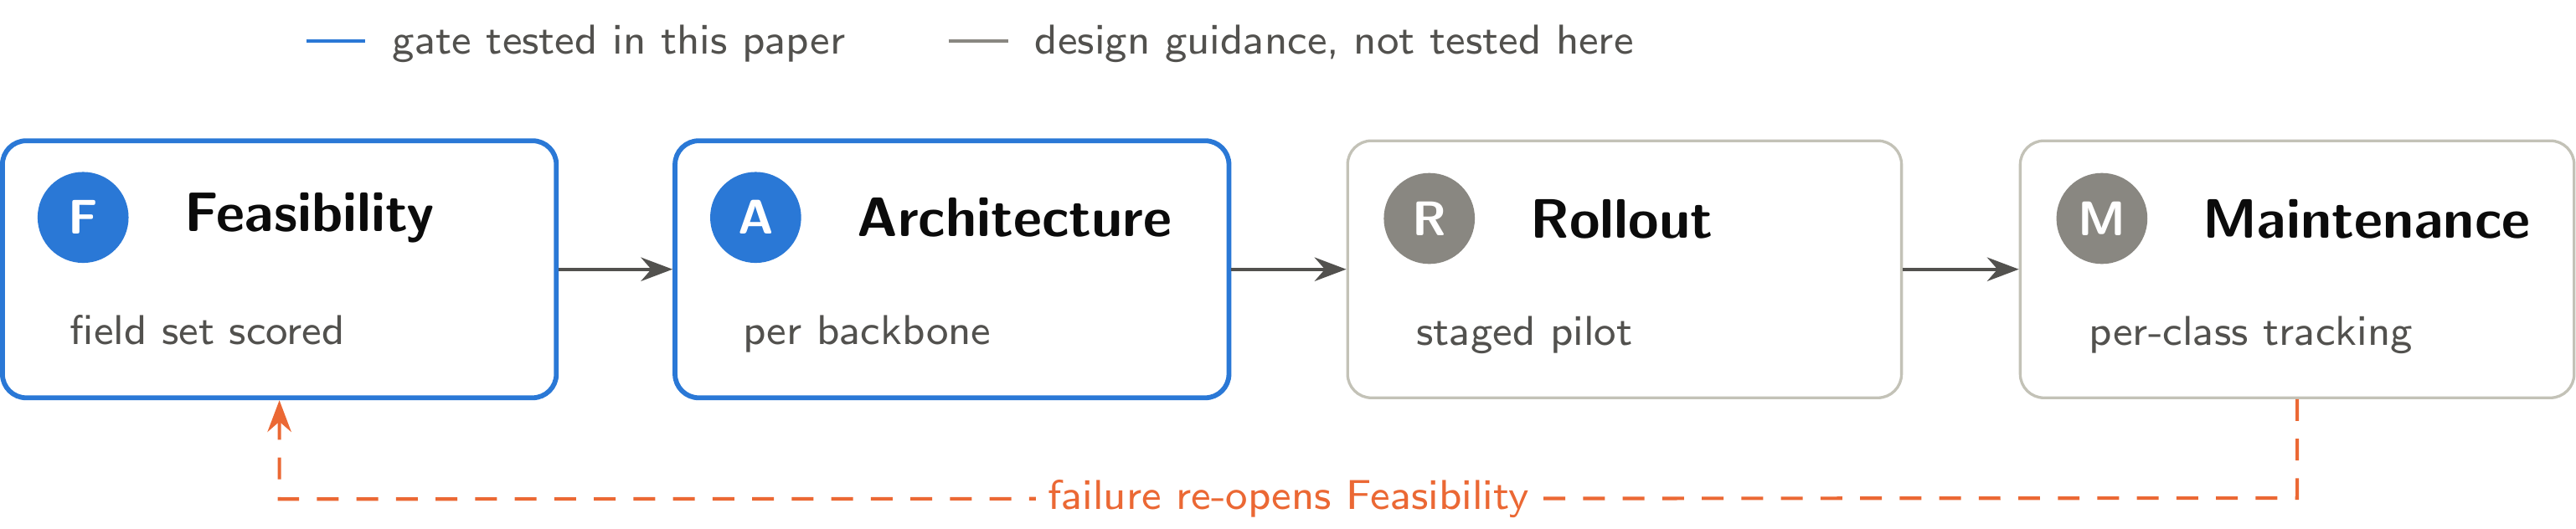 gate tested in this paper
design guidance, not tested here
F Feasibility
field set scored
A Architecture
per backbone
R Rollout
staged pilot
M Maintenance
per-class tracking
failure re-opens Feasibility